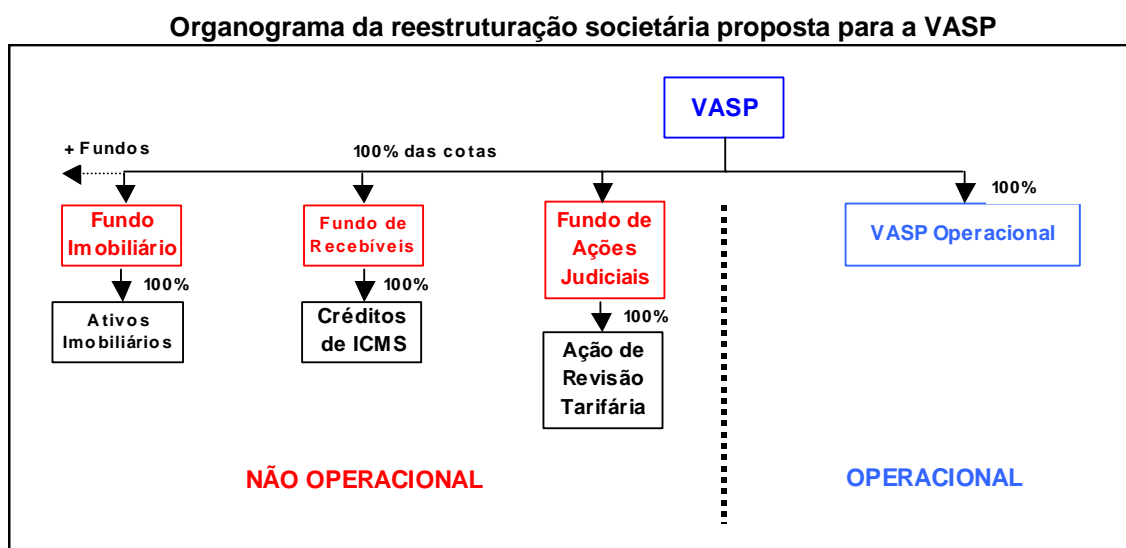 Organograma da reestruturação societária proposta para a VASP
VASP
+ Fundos
100% das cotas
100%
Fundo
Imobiliário
Fundo de
Recebíveis
Fundo de
Ações
Judiciais
VASP Operacional
100%
100%
100%
Ativos
Imobiliários
Créditos
de ICMS
Ação de
Revisão
Tarifária
NÃO OPERACIONAL
OPERACIONAL